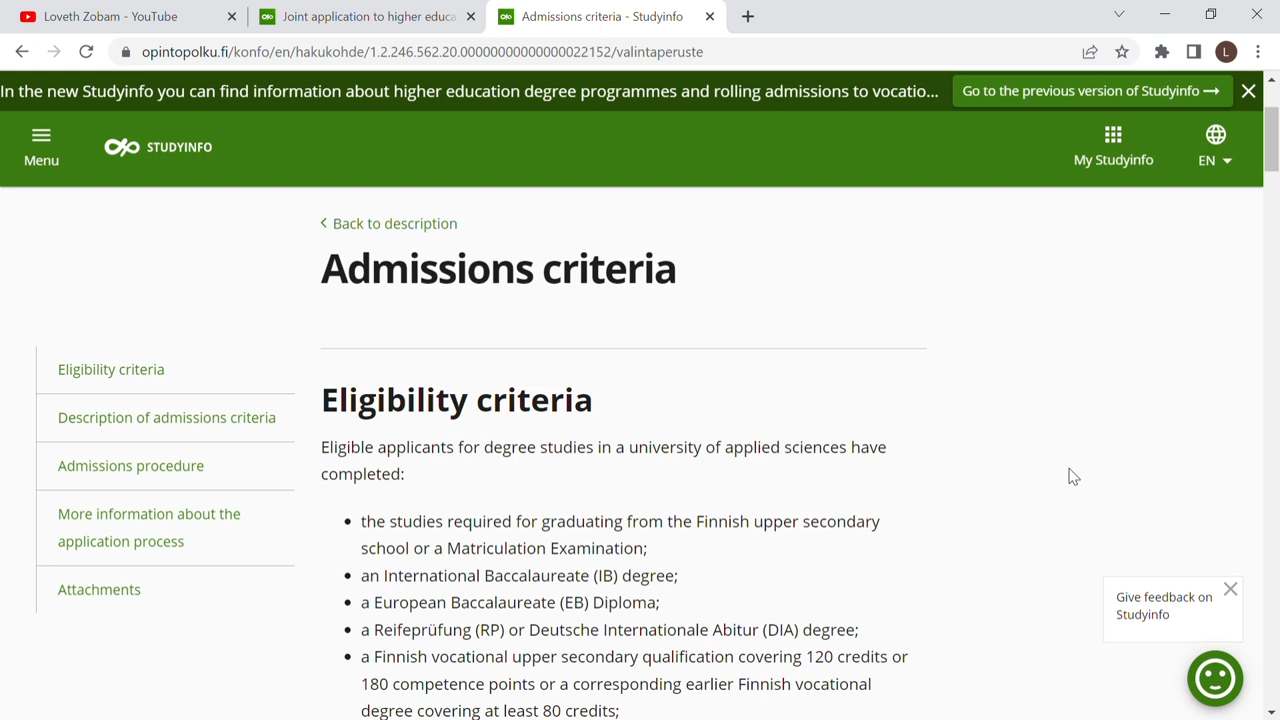 Loveth Zobam - YouTube
Joint application to higher educa
Admissions criteria - Studyinfo
opintopolku.fi/konfo/en/hakukohde/1.2.246.562.20.00000000000000022152/valintaperuste
L
In the new Studyinfo you can find information about higher education degree programmes and rolling admissions to vocatio...
Go to the previous version of Studyinfo →
Menu
STUDYINFO
My Studyinfo
EN
Back to description
Admissions criteria
Eligibility criteria
Description of admissions criteria
Admissions procedure
More information about the
application process
Attachments
Eligibility criteria
Eligible applicants for degree studies in a university of applied sciences have
completed:
• the studies required for graduating from the Finnish upper secondary
school or a Matriculation Examination;
• an International Baccalaureate (IB) degree;
• a European Baccalaureate (EB) Diploma;
• a Reifeprüfung (RP) or Deutsche Internationale Abitur (DIA) degree;
• a Finnish vocational upper secondary qualification covering 120 credits or
180 competence points or a corresponding earlier Finnish vocational
degree covering at least 80 credits;
Give feedback on
Studyinfo